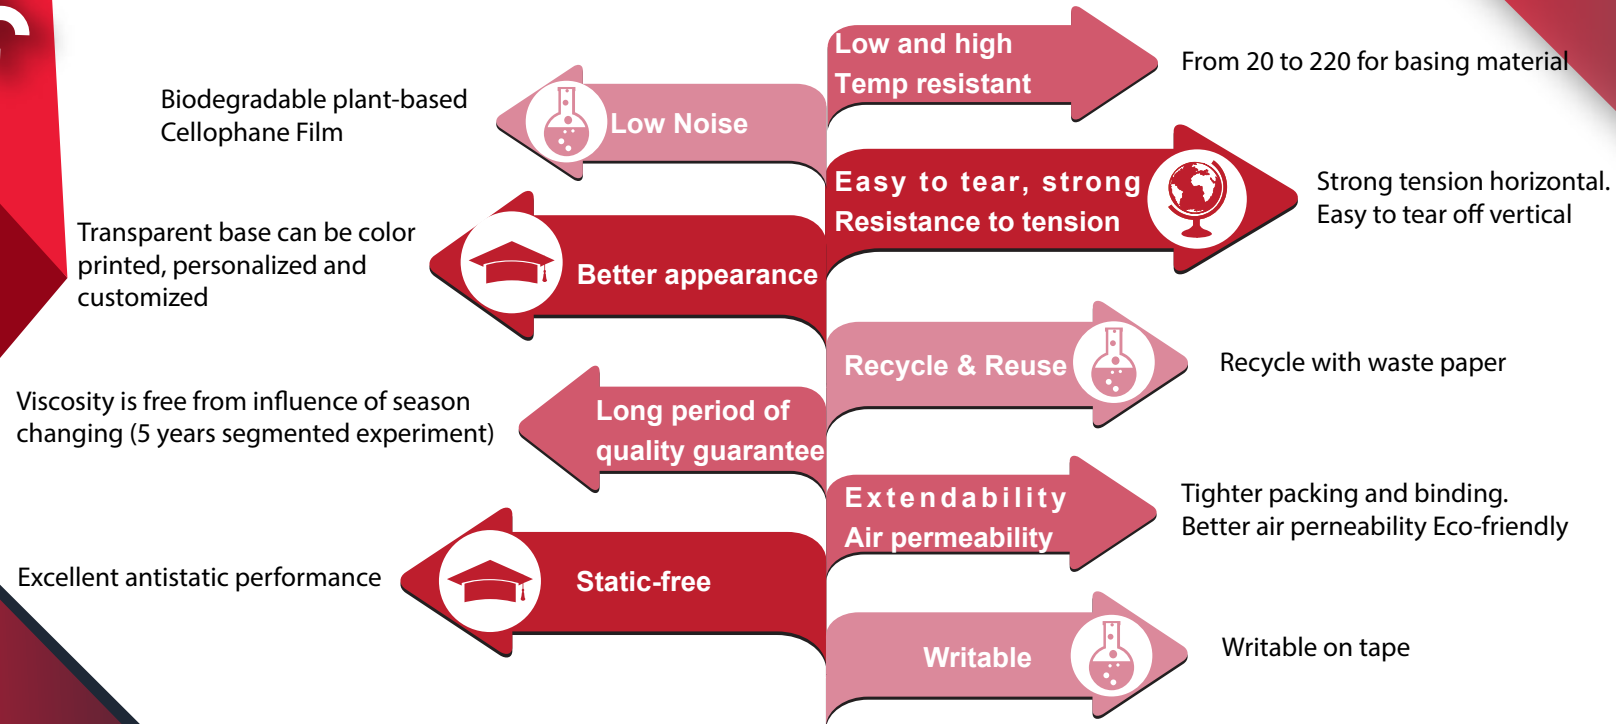 Low and high
Temp resistant
From 20 to 220 for basing material
Biodegradable plant-based
Cellophane Film
Low Noise
Easy to tear, strong
Resistance to tension
Strong tension horizontal.
Easy to tear off vertical
Transparent base can be color
printed, personalized and
customized
Better appearance
Recycle & Reuse
Recycle with waste paper
Viscosity is free from influence of season
changing (5 years segmented experiment)
Long period of
quality guarantee
Extendability
Air permeability
Tighter packing and binding.
Better air perneability Eco-friendly
Excellent antistatic performance
Static-free
Writable
Writable on tape